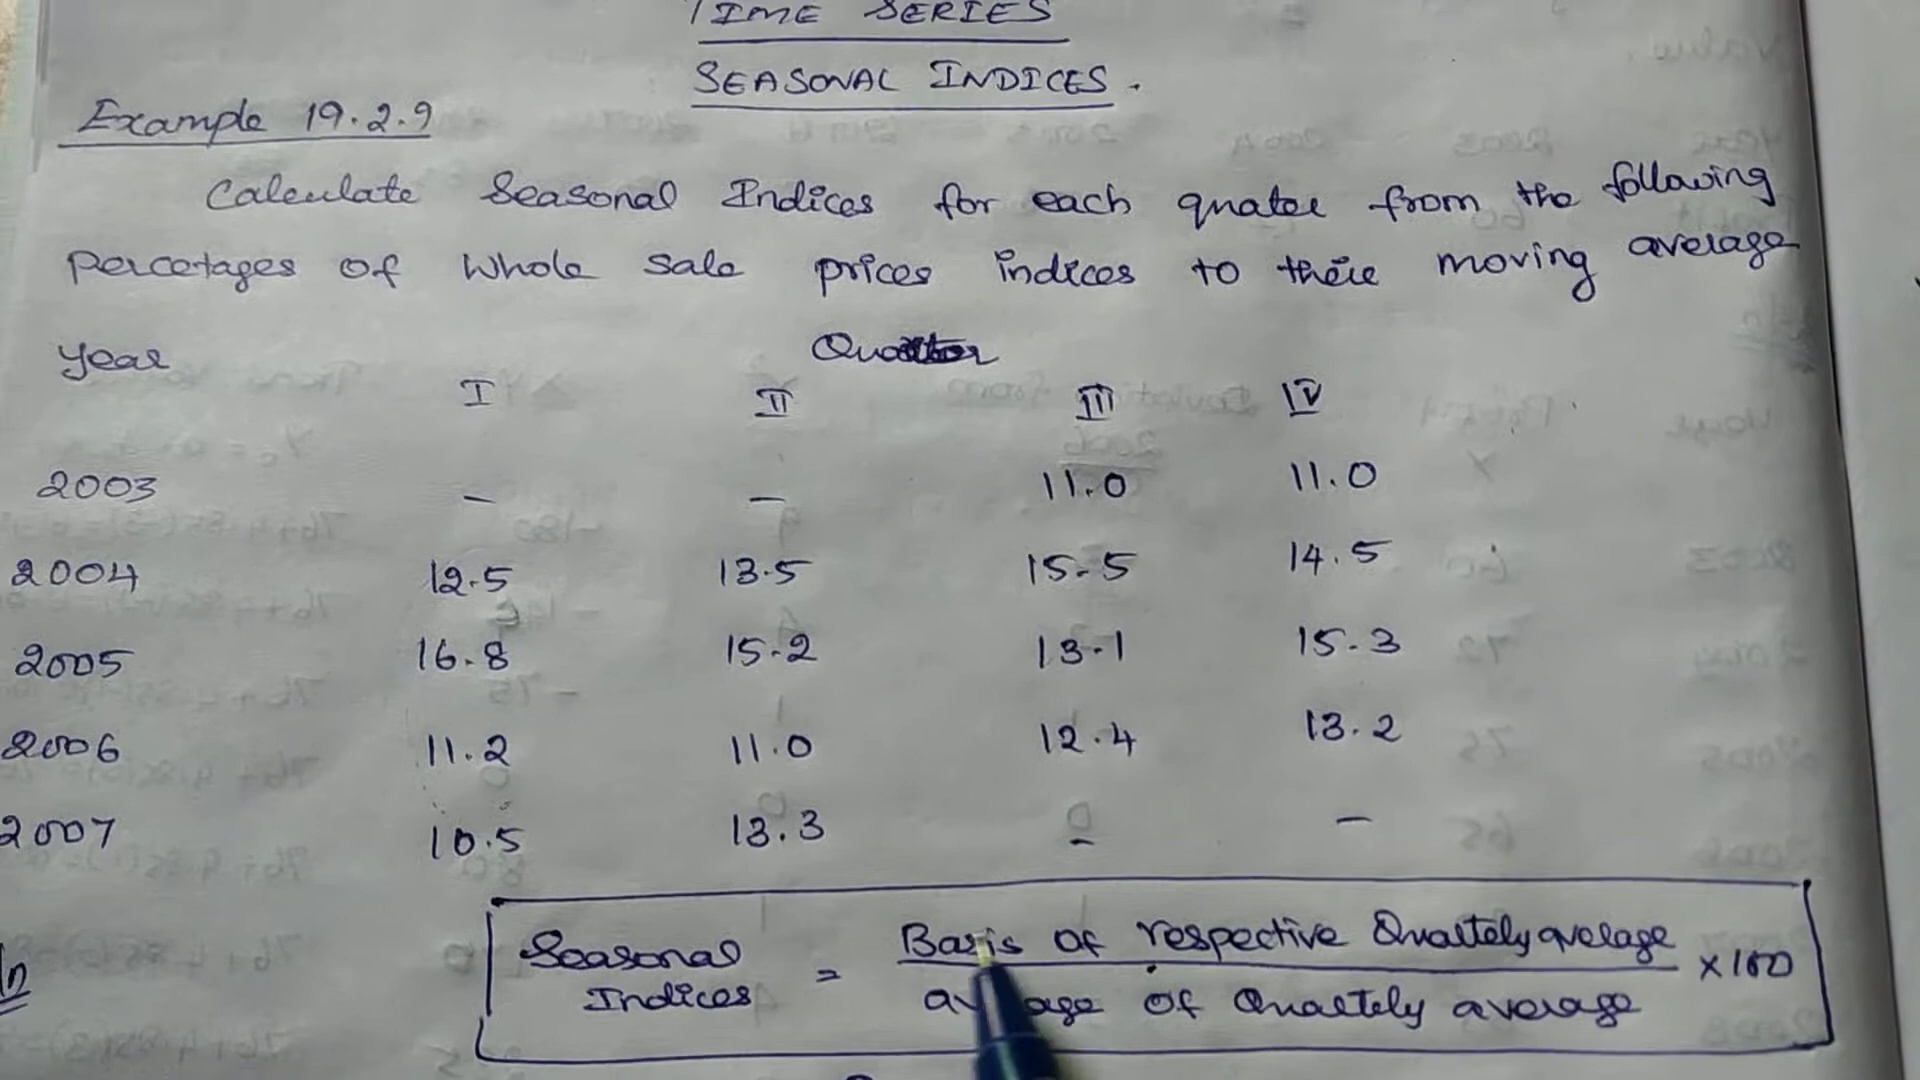 TIME SERIES
SEASONAL INDICES.
Example 19.2.9
Calculate Seasonal Indices for each quater from the following
Percetages of Whole Sale prices indices to their moving average
year Quarter
I II III IV
2003 - - 11.0 11.0
2004 12.5 13.5 15.5 14.5
2005 16.8 15.2 13.1 15.3
2006 11.2 11.0 12.4 13.2
2007 10.5 13.3 - -
Seasonal Indices = Basis of respective Quartely average × 100
average of Quartely average